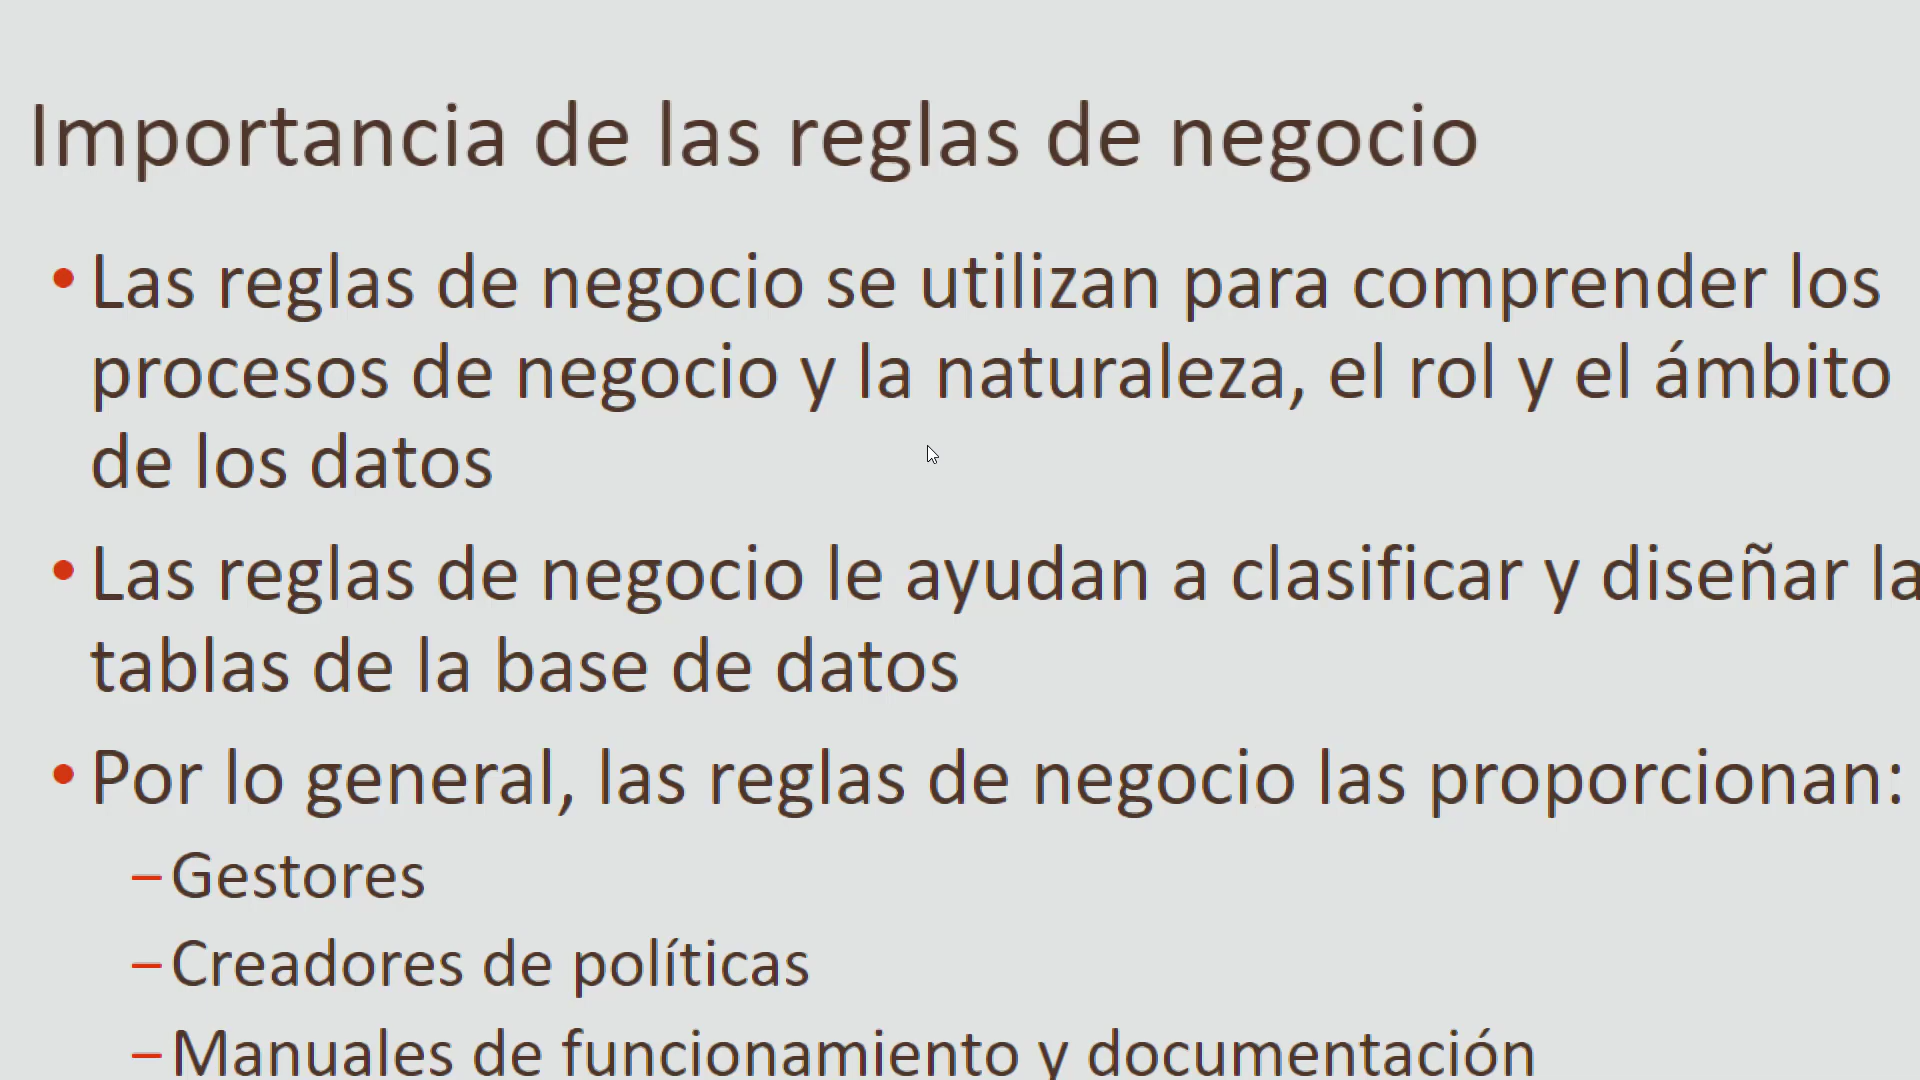 Importancia de las reglas de negocio
• Las reglas de negocio se utilizan para comprender los
procesos de negocio y la naturaleza, el rol y el ámbito
de los datos
• Las reglas de negocio le ayudan a clasificar y diseñar la
tablas de la base de datos
• Por lo general, las reglas de negocio las proporcionan:
– Gestores
– Creadores de políticas
– Manuales de funcionamiento y documentación